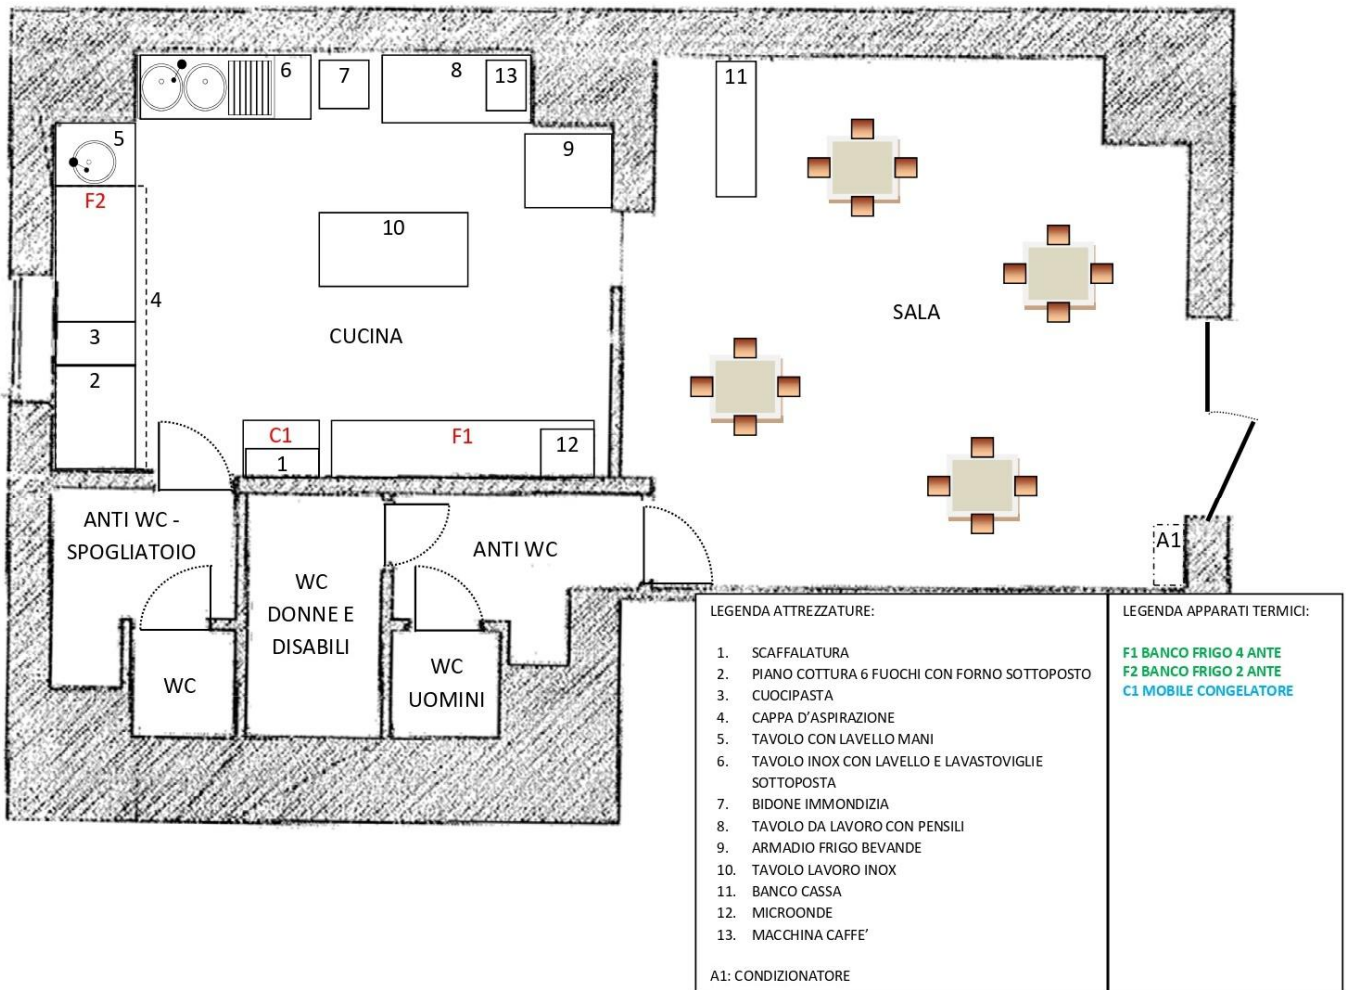 6
7
8
13
11
5
9
F2
10
4
SALA
3
CUCINA
2
C1
F1
12
1
ANTI WC -
SPOGLIATOIO
ANTI WC
A1
WC
DONNE E
DISABILI
WC
WC
UOMINI
LEGENDA ATTREZZATURE:
1. SCAFFALATURA
2. PIANO COTTURA 6 FUOCHI CON FORNO SOTTOPOSTO
3. CUOCIPASTA
4. CAPPA D'ASPIRAZIONE
5. TAVOLO CON LAVELLO MANI
6. TAVOLO INOX CON LAVELLO E LAVASTOVIGLIE
SOTTOPOSTA
7. BIDONE IMMONDIZIA
8. TAVOLO DA LAVORO CON PENSILI
9. ARMADIO FRIGO BEVANDE
10. TAVOLO LAVORO INOX
11. BANCO CASSA
12. MICROONDE
13. MACCHINA CAFFE'
A1: CONDIZIONATORE
LEGENDA APPARATI TERMICI:
F1 BANCO FRIGO 4 ANTE
F2 BANCO FRIGO 2 ANTE
C1 MOBILE CONGELATORE